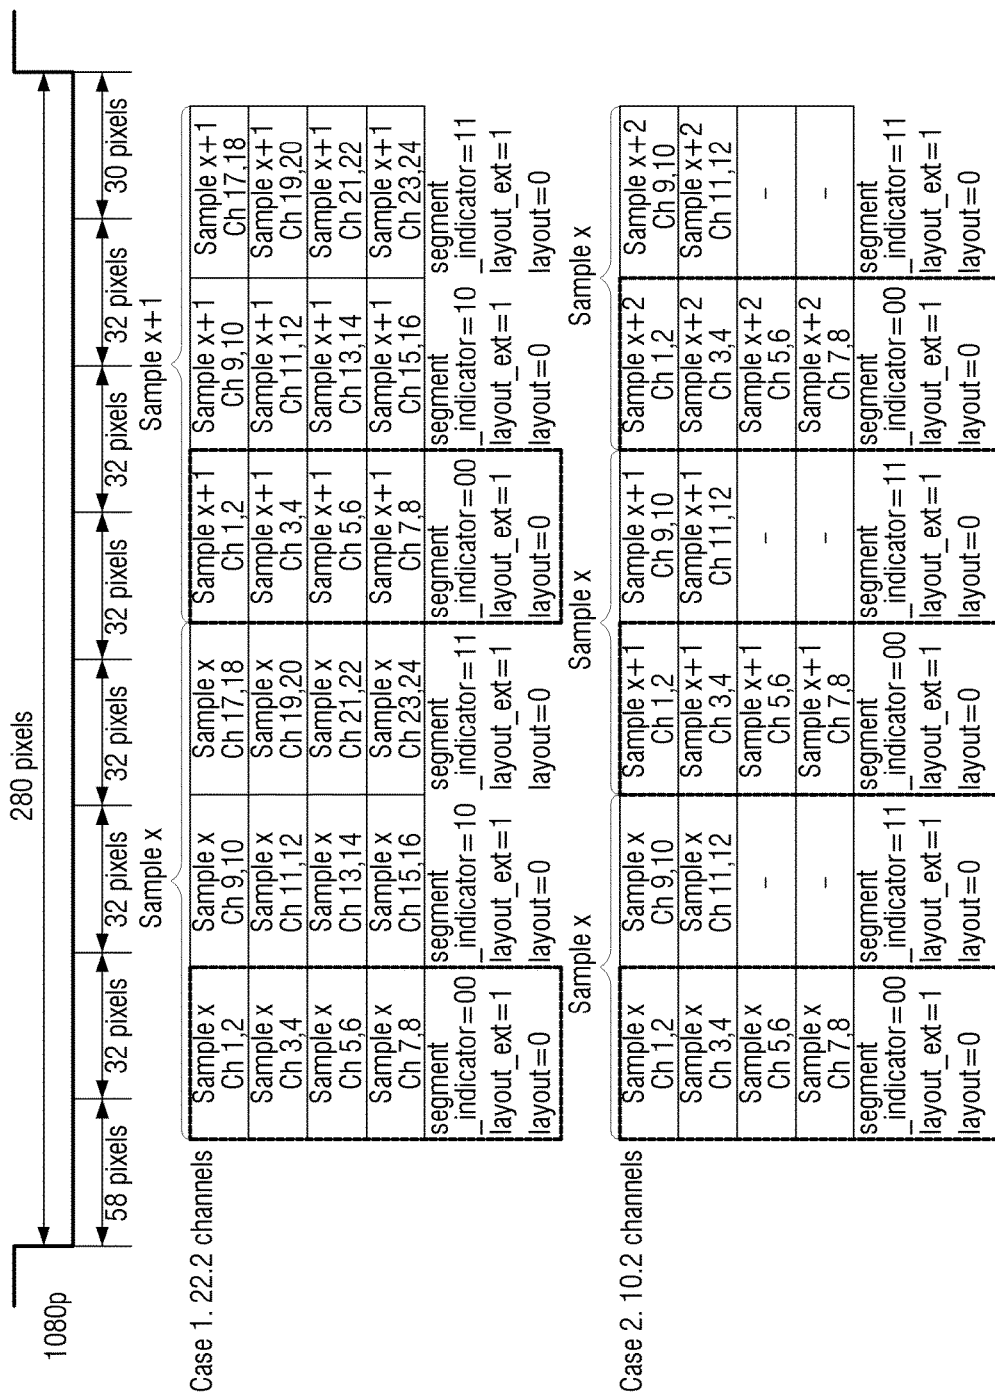 1080p
280 pixels
58 pixels
32 pixels
32 pixels
32 pixels
32 pixels
32 pixels
32 pixels
30 pixels
Case 1. 22.2 channels
Sample x
Sample x+1
Sample x
Ch 1,2
Sample x
Ch 9,10
Sample x
Ch 17,18
Sample x+1
Ch 1,2
Sample x+1
Ch 9,10
Sample x+1
Ch 17,18
Sample x
Ch 3,4
Sample x
Ch 11,12
Sample x
Ch 19,20
Sample x+1
Ch 3,4
Sample x+1
Ch 11,12
Sample x+1
Ch 19,20
Sample x
Ch 5,6
Sample x
Ch 13,14
Sample x
Ch 21,22
Sample x+1
Ch 5,6
Sample x+1
Ch 13,14
Sample x+1
Ch 21,22
Sample x
Ch 7,8
Sample x
Ch 15,16
Sample x
Ch 23,24
Sample x+1
Ch 7,8
Sample x+1
Ch 15,16
Sample x+1
Ch 23,24
segment
_indicator=00
layout_ext=1
layout=0
segment
_indicator=10
layout_ext=1
layout=0
segment
_indicator=11
layout_ext=1
layout=0
segment
_indicator=00
layout_ext=1
layout=0
segment
_indicator=10
layout_ext=1
layout=0
segment
_indicator=11
layout_ext=1
layout=0
Case 2. 10.2 channels
Sample x
Sample x
Sample x
Sample x
Ch 1,2
Sample x
Ch 9,10
Sample x+1
Ch 1,2
Sample x+1
Ch 9,10
Sample x+2
Ch 1,2
Sample x+2
Ch 9,10
Sample x
Ch 3,4
Sample x
Ch 11,12
Sample x+1
Ch 3,4
Sample x+1
Ch 11,12
Sample x+2
Ch 3,4
Sample x+2
Ch 11,12
Sample x
Ch 5,6
-
Sample x+1
Ch 5,6
-
Sample x+2
Ch 5,6
-
Sample x
Ch 7,8
-
Sample x+1
Ch 7,8
-
Sample x+2
Ch 7,8
-
segment
_indicator=00
layout_ext=1
layout=0
segment
_indicator=11
layout_ext=1
layout=0
segment
_indicator=00
layout_ext=1
layout=0
segment
_indicator=11
layout_ext=1
layout=0
segment
_indicator=00
layout_ext=1
layout=0
segment
_indicator=11
layout_ext=1
layout=0